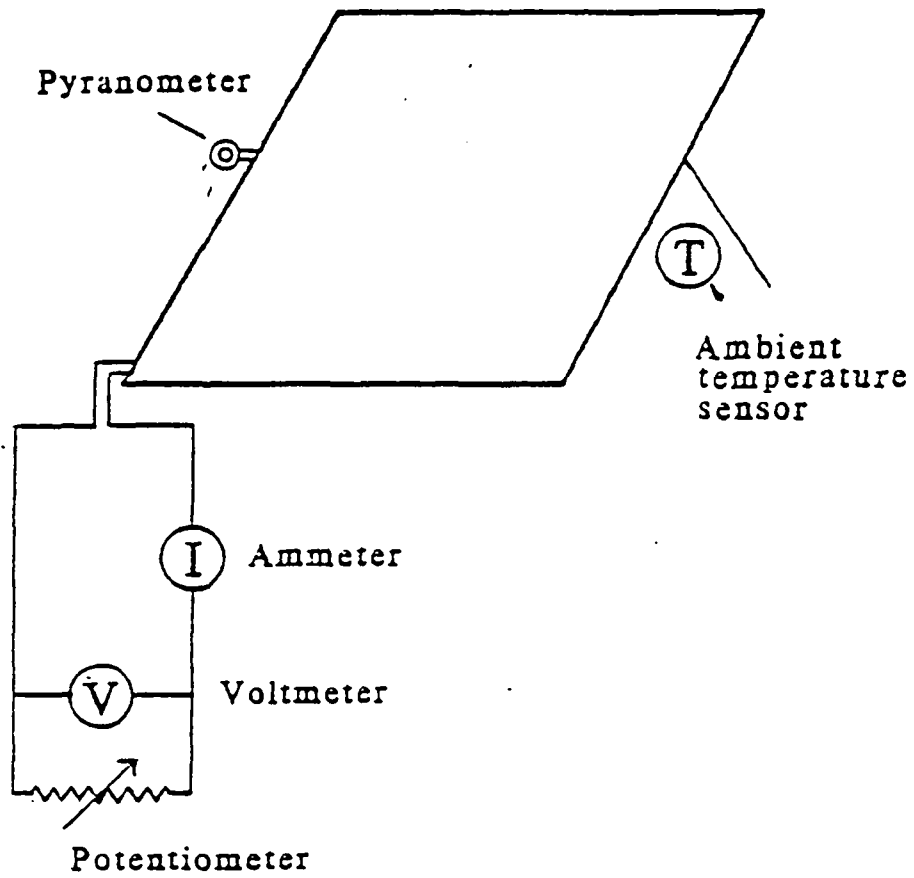 Pyranometer
T
Ambient
temperature
sensor
I
Ammeter
V
Voltmeter
Potentiometer